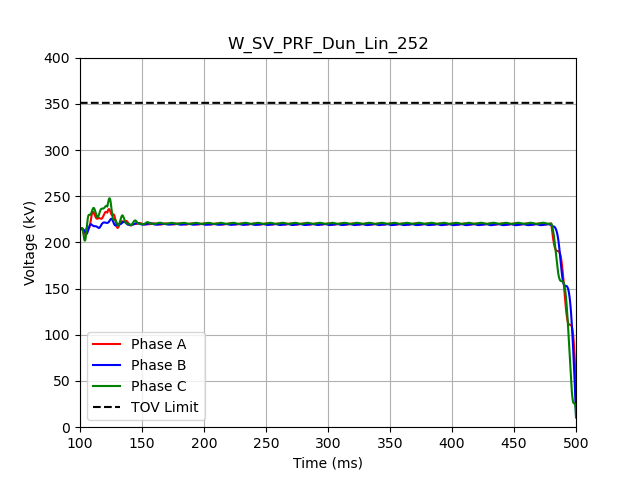 W_SV_PRF_Dun_Lin_252
400
350
300
250
200
150
100
50
0
Voltage (kV)
Phase A
Phase B
Phase C
TOV Limit
100 150 200 250 300 350 400 450 500
Time (ms)